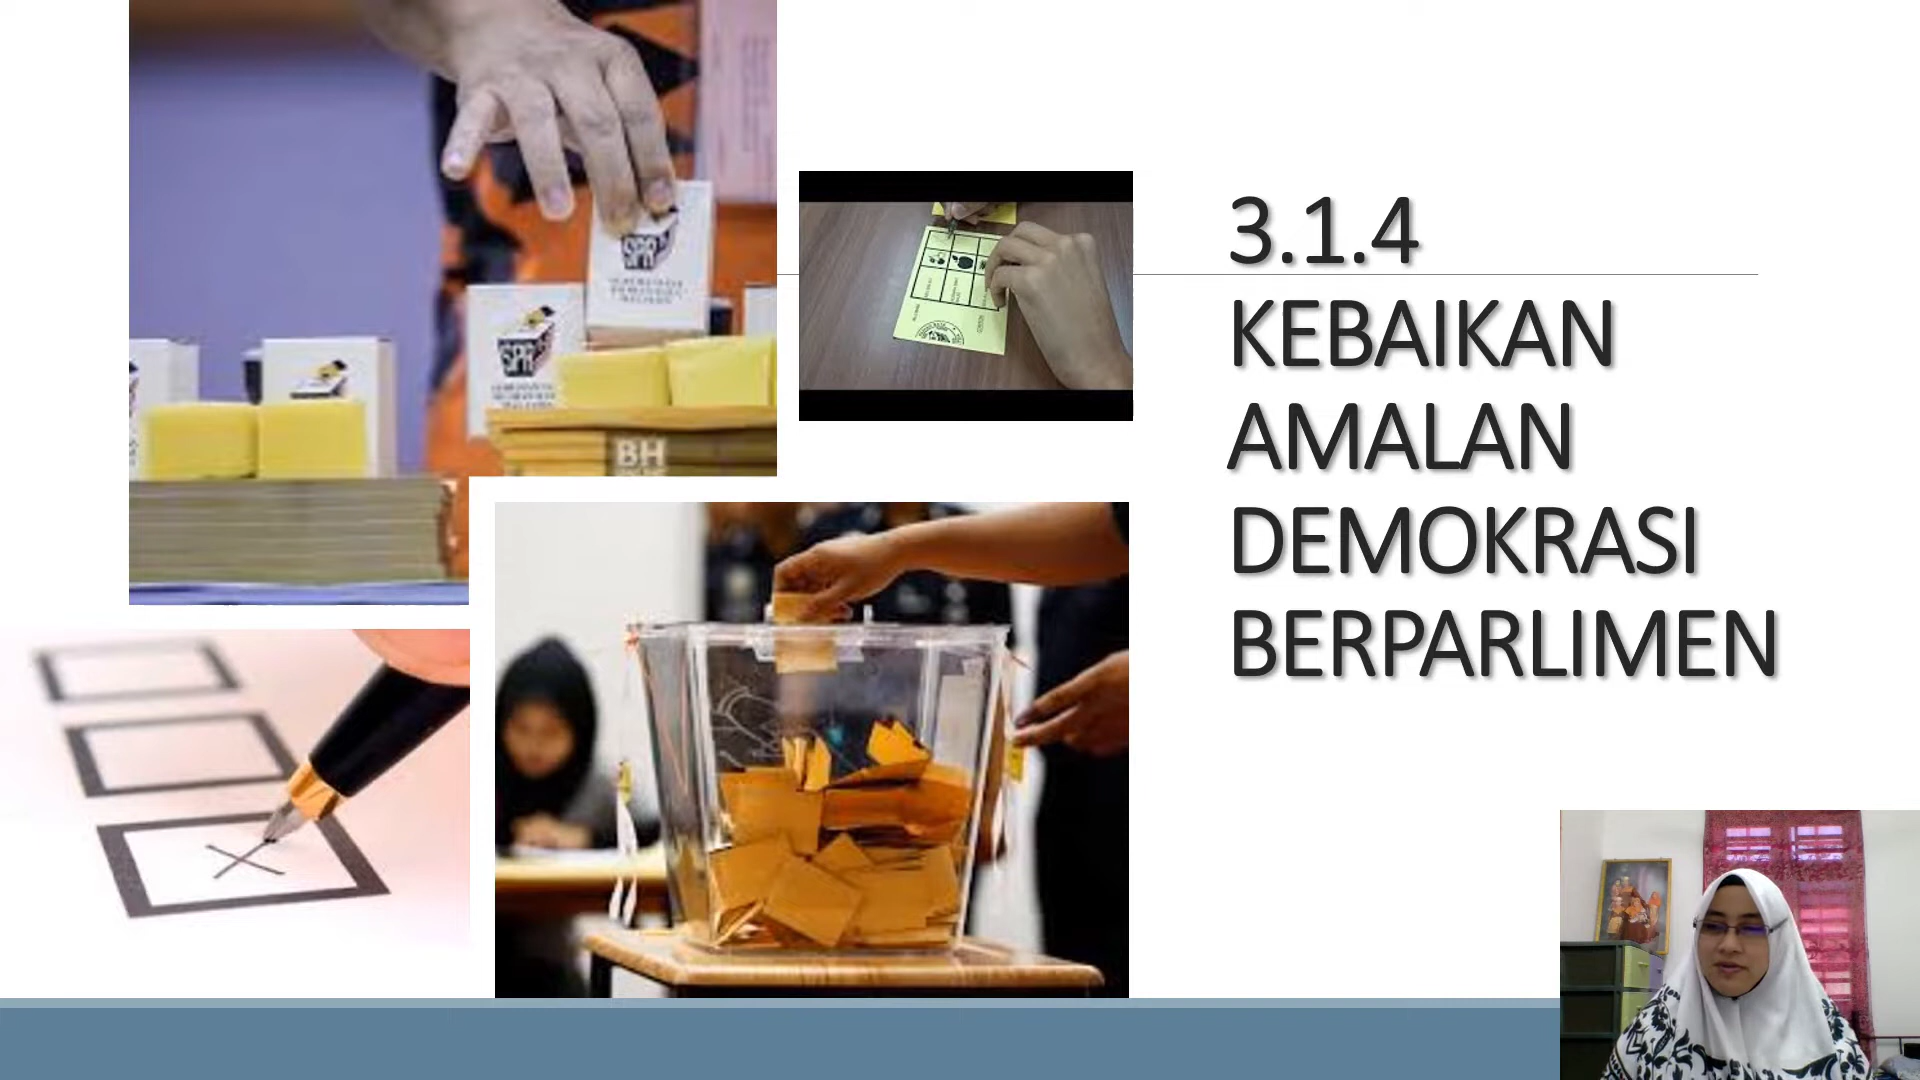 3.1.4
KEBAIKAN
AMALAN
DEMOKRASI
BERPARLIMEN
SPR
SPR
BH